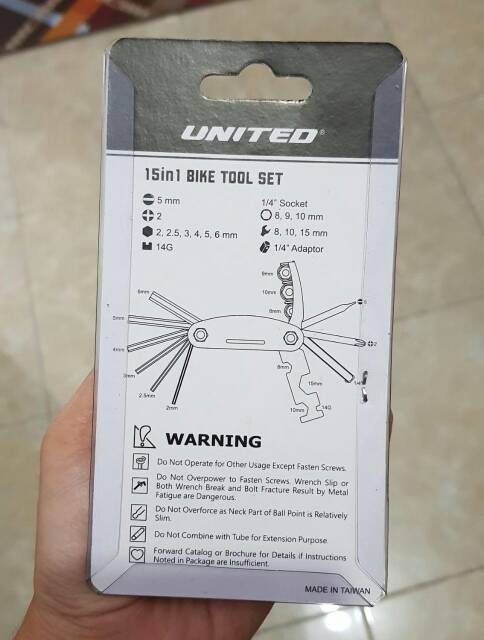 UNITED®
15in1 BIKE TOOL SET
5 mm
1/4" Socket
2
8, 9, 10 mm
2, 2.5, 3, 4, 5, 6 mm
8, 10, 15 mm
14G
1/4" Adaptor
9mm
10mm
8mm
6mm
5mm
4mm
3mm
2.5mm
2mm
5
2
1/4"
8mm
15mm
10mm
14G
WARNING
Do Not Operate for Other Usage Except Fasten Screws.
Do Not Overpower to Fasten Screws. Wrench Slip or
Both Wrench Break and Bolt Fracture Result by Metal
Fatigue are Dangerous.
Do Not Overforce as Neck Part of Ball Point is Relatively
Slim.
Do Not Combine with Tube for Extension Purpose.
Forward Catalog or Brochure for Details if Instructions
Noted in Package are Insufficient.
MADE IN TAIWAN